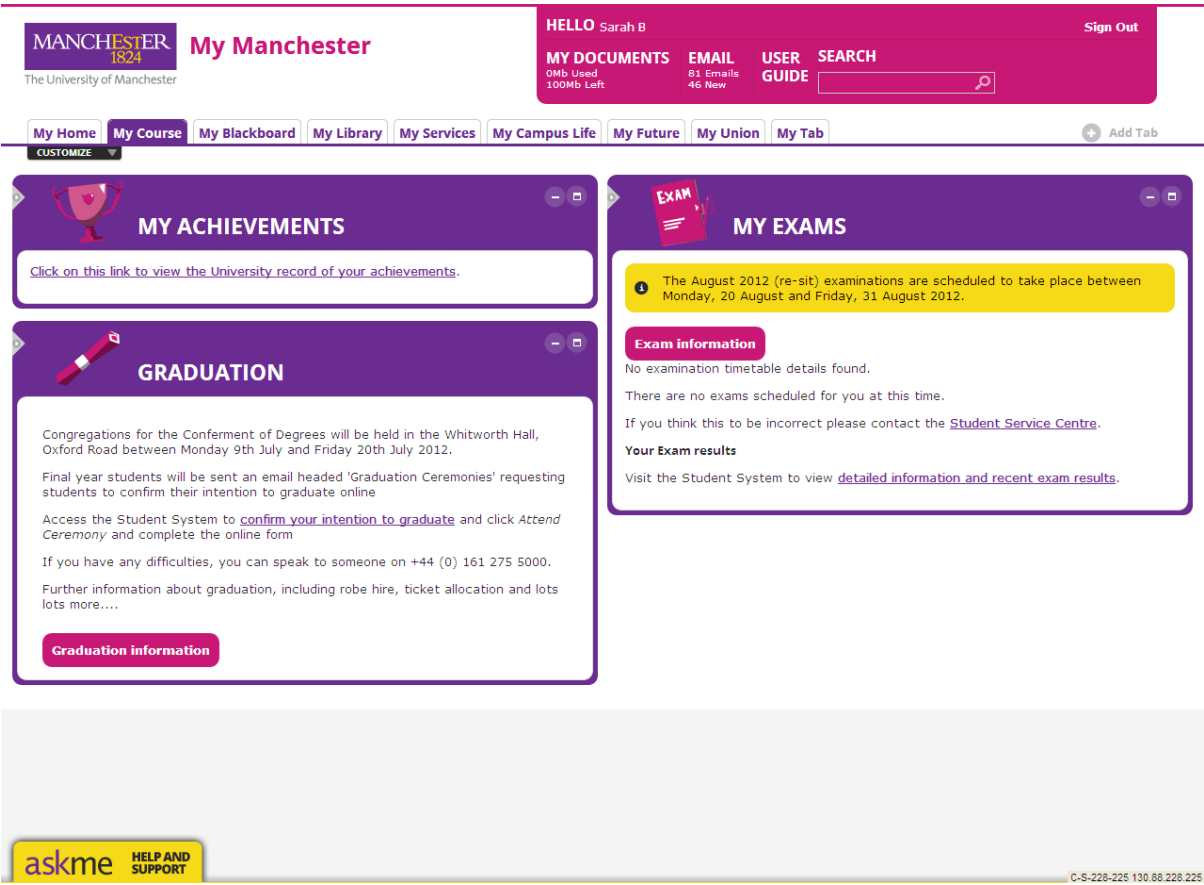 MANCHESTER
1824
The University of Manchester
My Manchester
HELLO Sarah B
Sign Out
MY DOCUMENTS
0Mb Used
100Mb Left
EMAIL
81 Emails
46 New
USER
GUIDE
SEARCH
My Home
My Course
My Blackboard
My Library
My Services
My Campus Life
My Future
My Union
My Tab
Add Tab
CUSTOMIZE
MY ACHIEVEMENTS
Click on this link to view the University record of your achievements.
GRADUATION
Congregations for the Conferment of Degrees will be held in the Whitworth Hall,
Oxford Road between Monday 9th July and Friday 20th July 2012.
Final year students will be sent an email headed 'Graduation Ceremonies' requesting
students to confirm their intention to graduate online
Access the Student System to confirm your intention to graduate and click Attend
Ceremony and complete the online form
If you have any difficulties, you can speak to someone on +44 (0) 161 275 5000.
Further information about graduation, including robe hire, ticket allocation and lots
lots more....
Graduation information
EXAM
MY EXAMS
The August 2012 (re-sit) examinations are scheduled to take place between
Monday, 20 August and Friday, 31 August 2012.
Exam information
No examination timetable details found.
There are no exams scheduled for you at this time.
If you think this to be incorrect please contact the Student Service Centre.
Your Exam results
Visit the Student System to view detailed information and recent exam results.
askme
HELP AND
SUPPORT
C-S-228-225 130.88.228.225